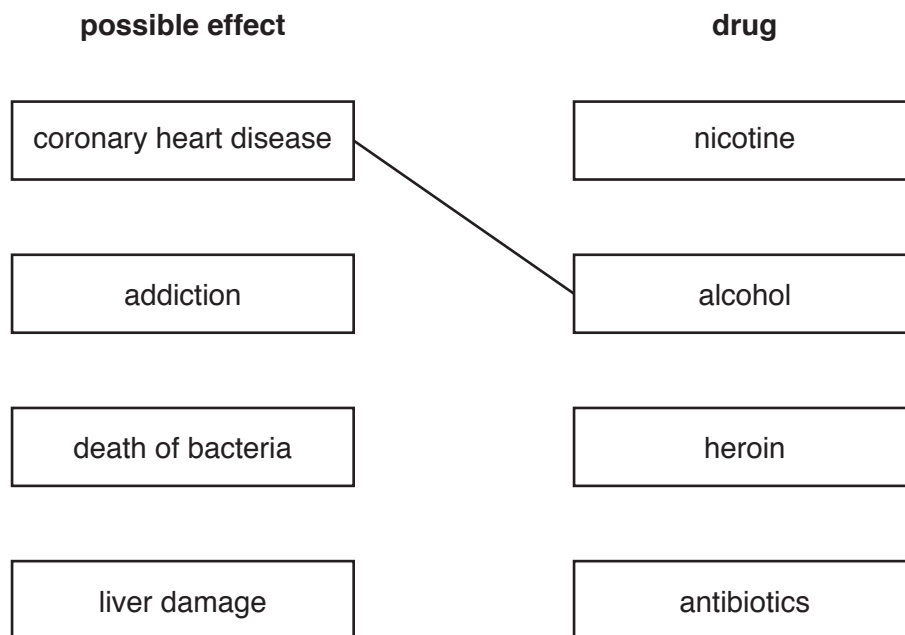 possible effect drug
coronary heart disease nicotine
addiction alcohol
death of bacteria heroin
liver damage antibiotics